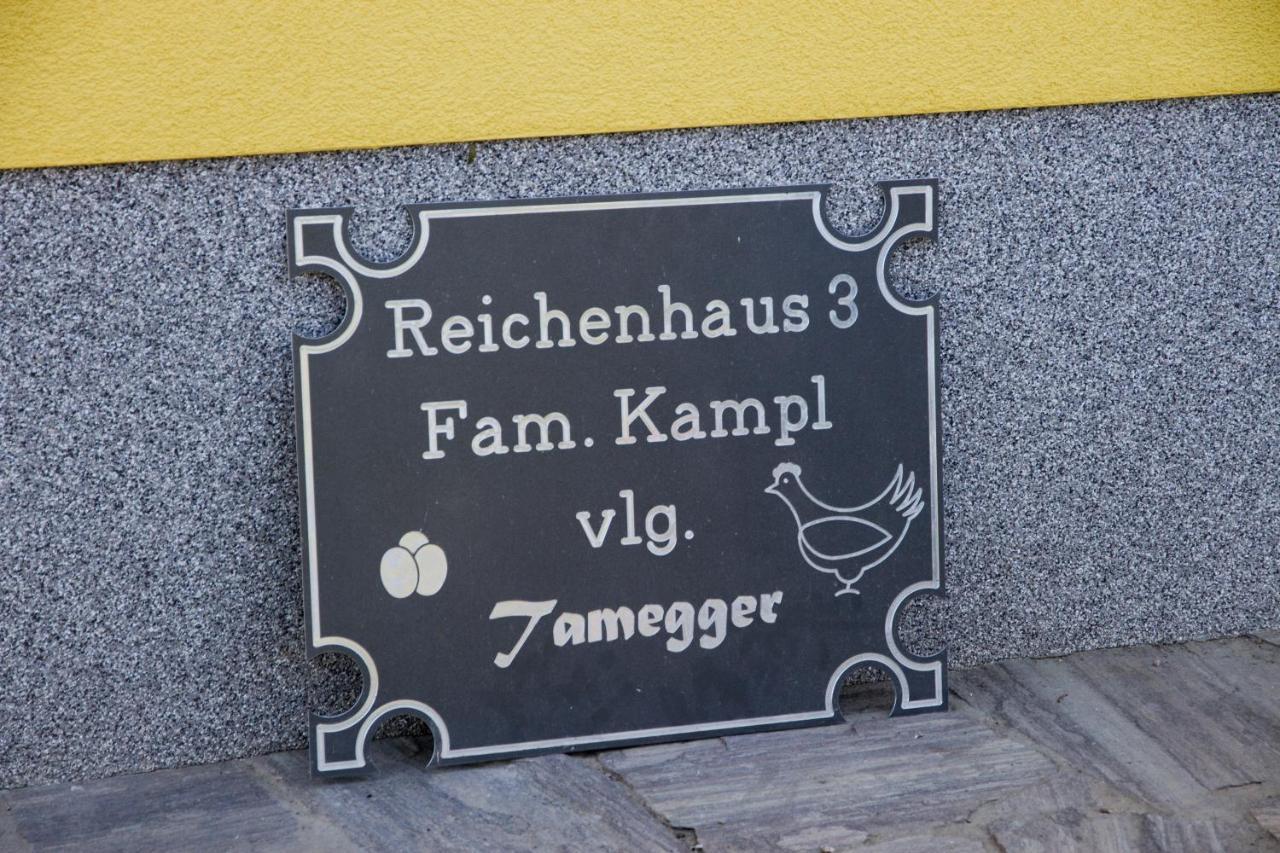 Reichenhaus 3
Fam. Kampl
vlg.
Tamegger